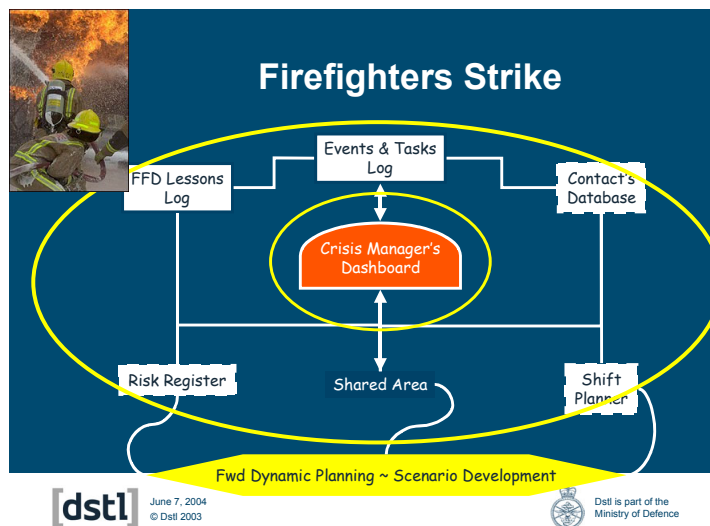 Firefighters Strike
Events & Tasks
Log
FFD Lessons
Log
Contact's
Database
Crisis Manager's
Dashboard
Risk Register
Shared Area
Shift
Planner
Fwd Dynamic Planning ~ Scenario Development
[dstl]
June 7, 2004
© Dstl 2003
Dstl is part of the
Ministry of Defence